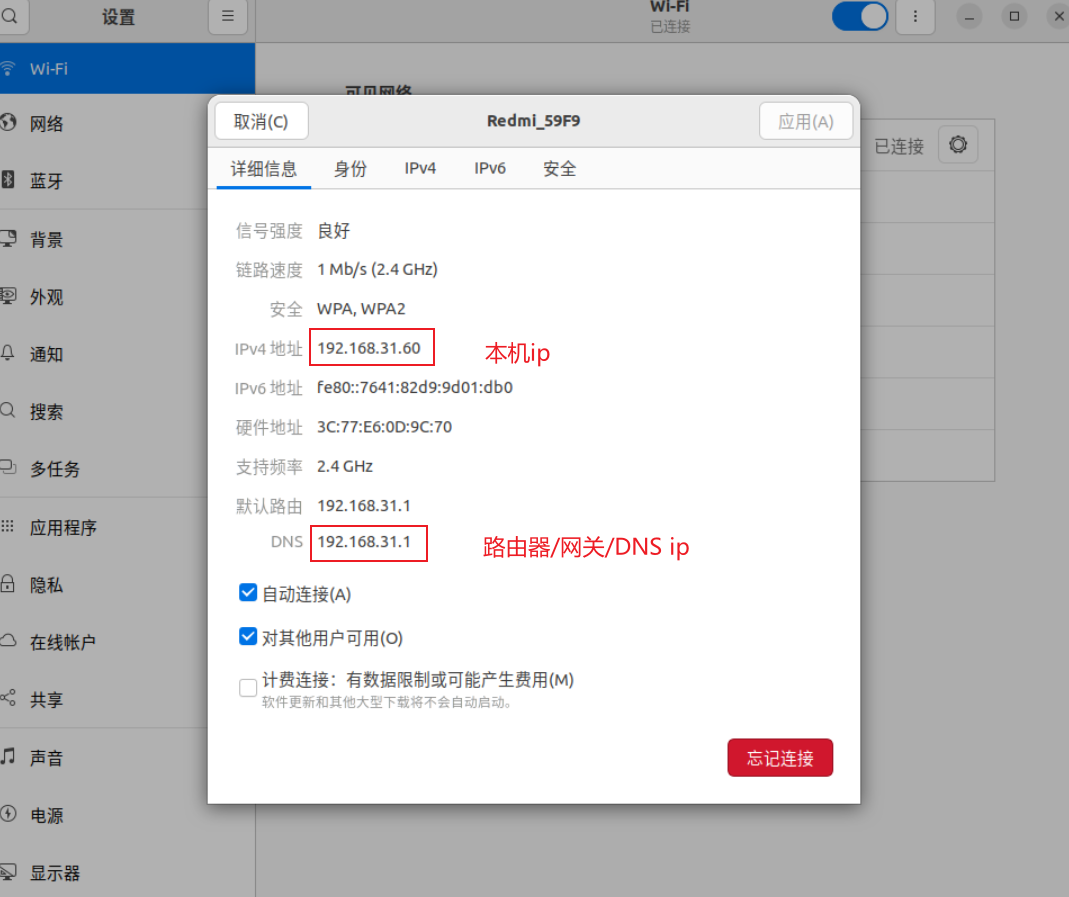 设置
Wi-Fi
已连接
Wi-Fi
网络
蓝牙
背景
外观
通知
搜索
多任务
应用程序
隐私
在线帐户
共享
声音
电源
显示器
可见网络
已连接
取消(C)
Redmi_59F9
应用(A)
详细信息 身份 IPv4 IPv6 安全
信号强度 良好
链路速度 1 Mb/s (2.4 GHz)
安全 WPA, WPA2
IPv4 地址 192.168.31.60 本机ip
IPv6 地址 fe80::7641:82d9:9d01:db0
硬件地址 3C:77:E6:0D:9C:70
支持频率 2.4 GHz
默认路由 192.168.31.1
DNS 192.168.31.1 路由器/网关/DNS ip
自动连接(A)
对其他用户可用(O)
计费连接：有数据限制或可能产生费用(M)
软件更新和其他大型下载将不会自动启动。
忘记连接